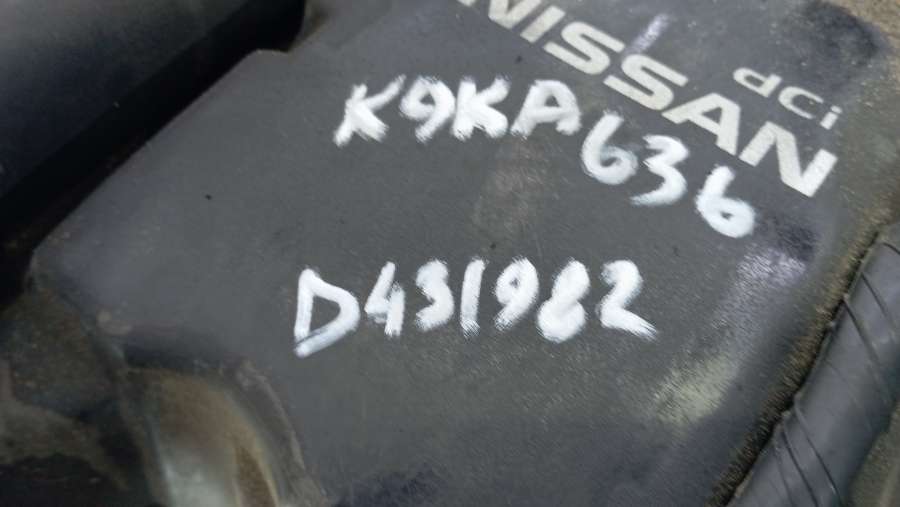 NISSAN
dCi
K9KA636
D431982